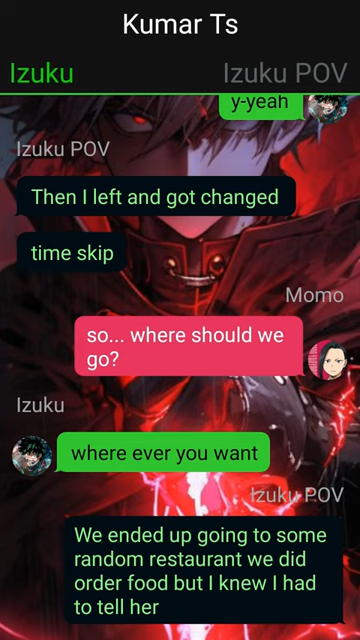 Kumar Ts
Izuku
Izuku POV
y-yeah
Izuku POV
Then I left and got changed
time skip
Momo
so... where should we
go?
Izuku
where ever you want
Izuku POV
We ended up going to some
random restaurant we did
order food but I knew I had
to tell her